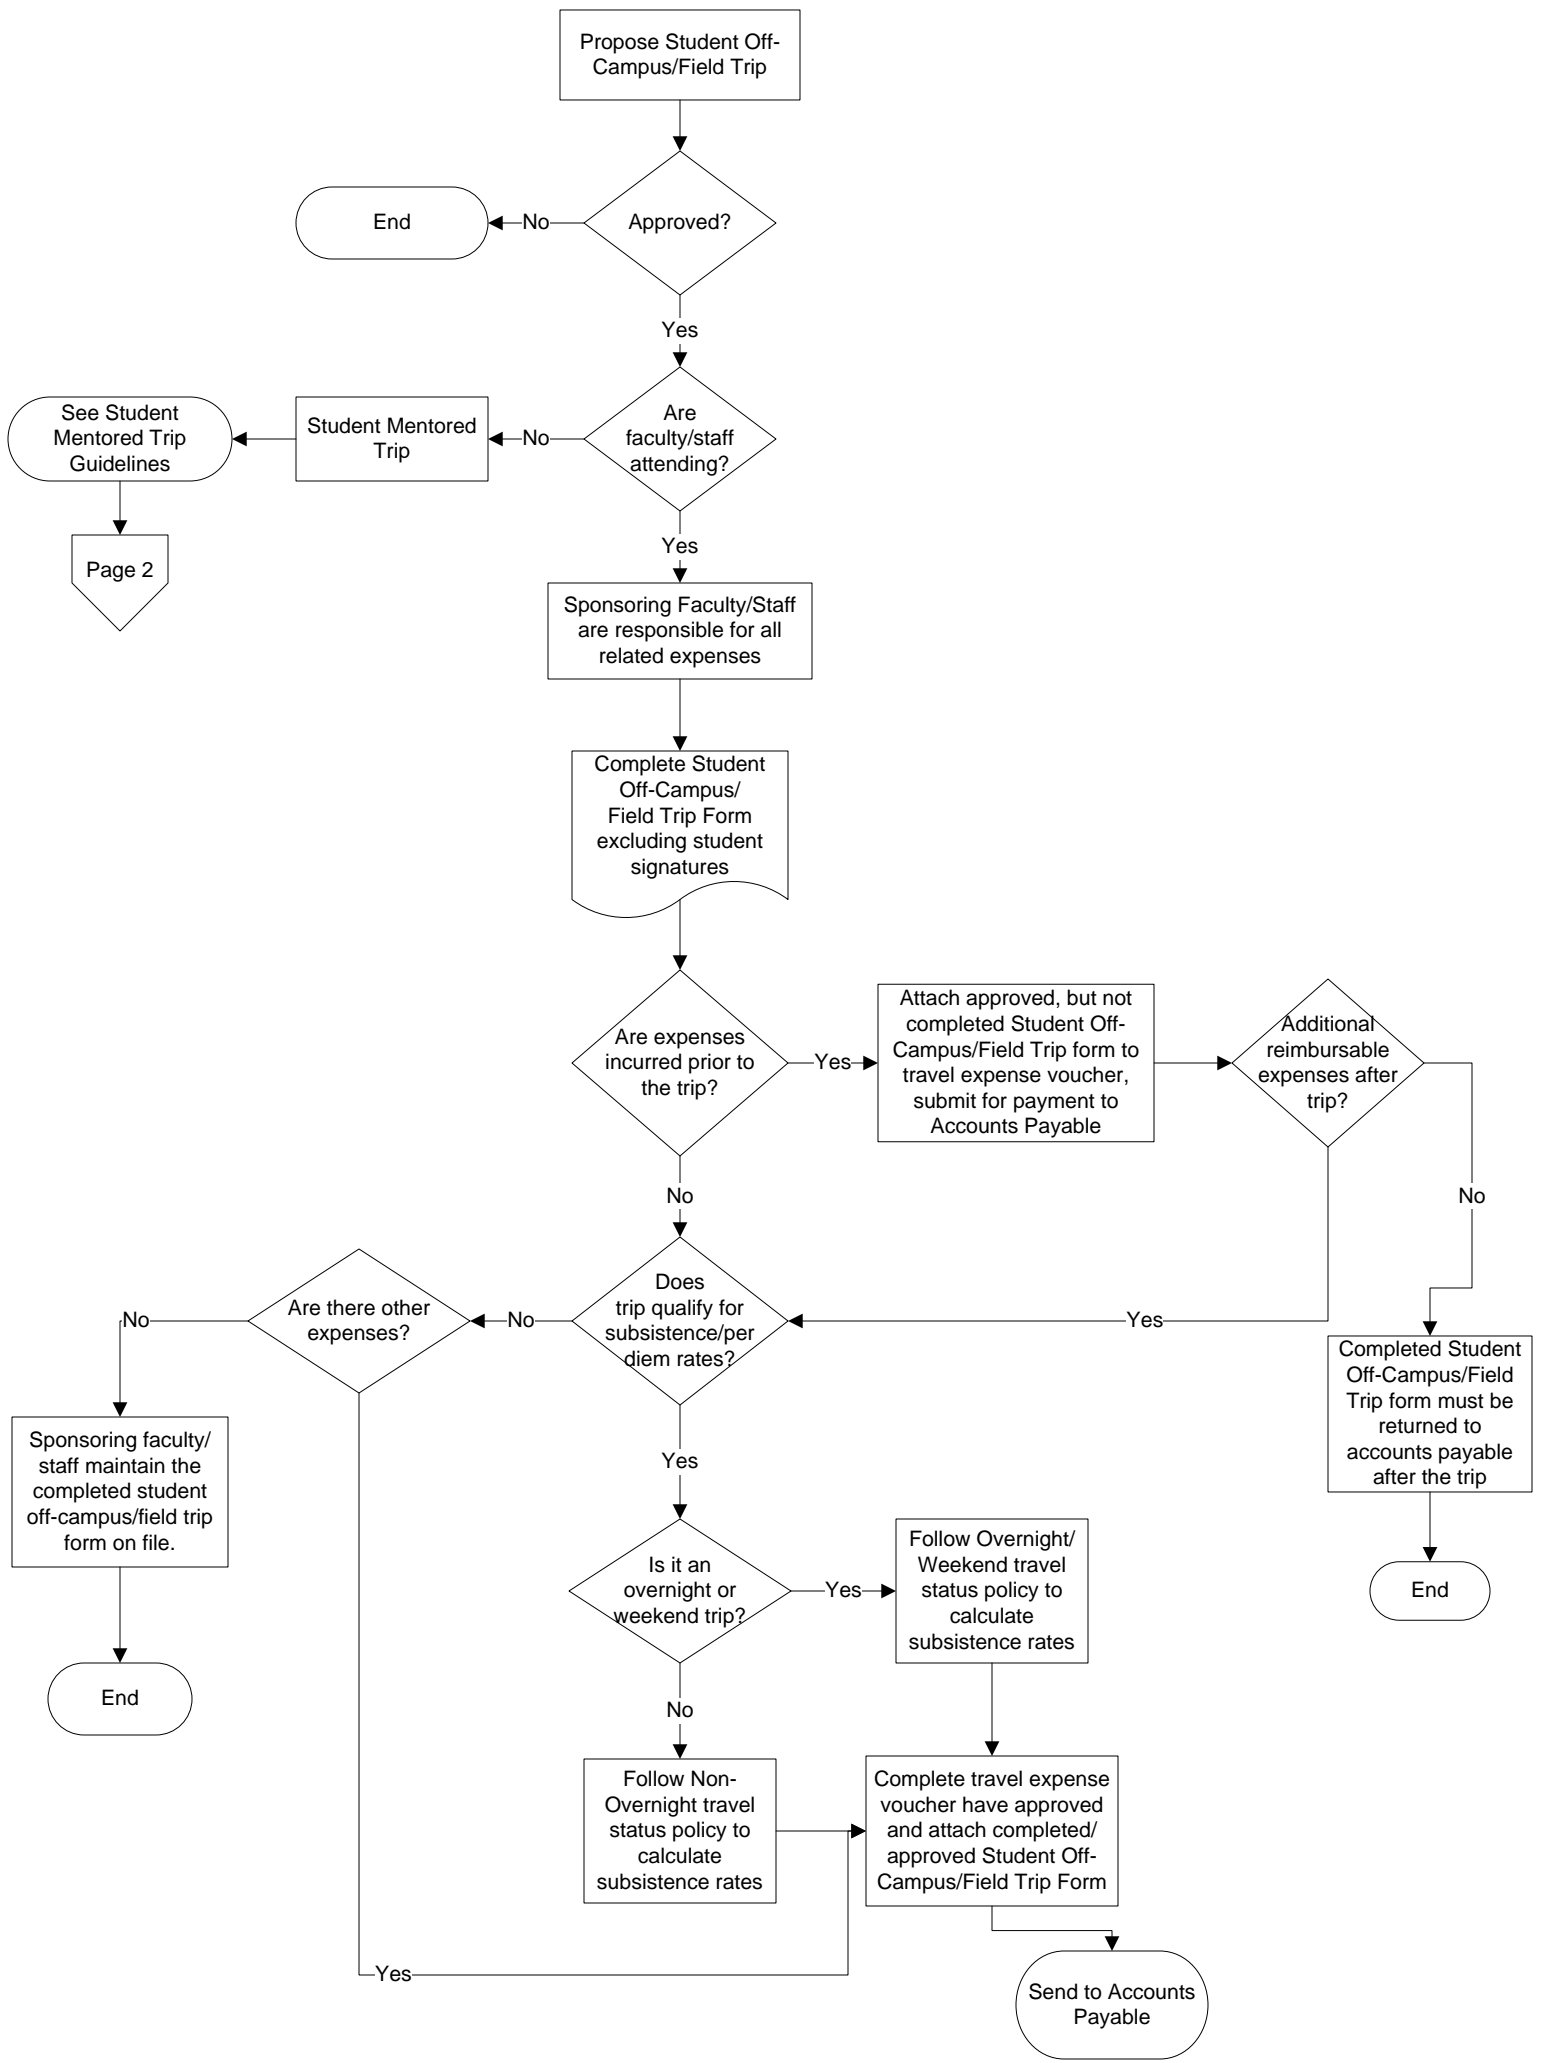 Propose Student Off-
Campus/Field Trip
Approved?
No
End
Yes
Are
faculty/staff
attending?
No
Student Mentored
Trip
See Student
Mentored Trip
Guidelines
Page 2
Yes
Sponsoring Faculty/Staff
are responsible for all
related expenses
Complete Student
Off-Campus/
Field Trip Form
excluding student
signatures
Are expenses
incurred prior to
the trip?
Yes
Attach approved, but not
completed Student Off-
Campus/Field Trip form to
travel expense voucher,
submit for payment to
Accounts Payable
Additional
reimbursable
expenses after
trip?
No
No
Yes
Does
trip qualify for
subsistence/per
diem rates?
No
Are there other
expenses?
No
Completed Student
Off-Campus/Field
Trip form must be
returned to
accounts payable
after the trip
End
Sponsoring faculty/
staff maintain the
completed student
off-campus/field trip
form on file.
End
Yes
Is it an
overnight or
weekend trip?
Yes
Follow Overnight/
Weekend travel
status policy to
calculate
subsistence rates
No
Follow Non-
Overnight travel
status policy to
calculate
subsistence rates
Complete travel expense
voucher have approved
and attach completed/
approved Student Off-
Campus/Field Trip Form
Yes
Send to Accounts
Payable